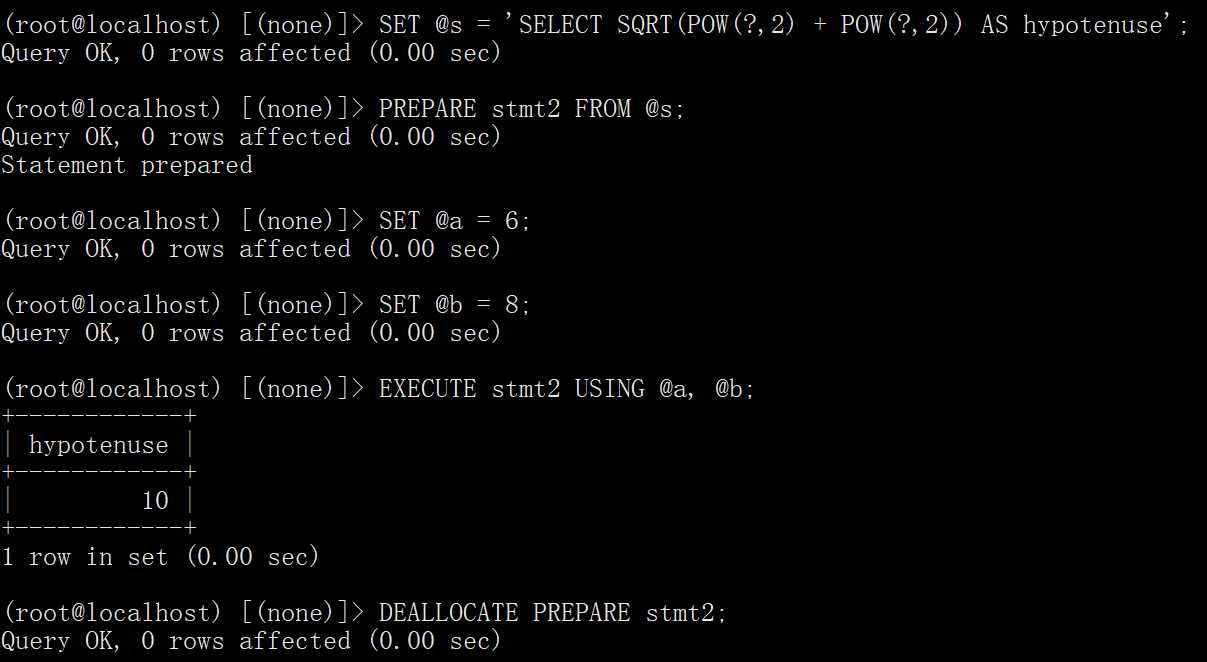 (root@localhost) [(none)]> SET @s = 'SELECT SQRT(POW(?,2) + POW(?,2)) AS hypotenuse';
Query OK, 0 rows affected (0.00 sec)
(root@localhost) [(none)]> PREPARE stmt2 FROM @s;
Query OK, 0 rows affected (0.00 sec)
Statement prepared
(root@localhost) [(none)]> SET @a = 6;
Query OK, 0 rows affected (0.00 sec)
(root@localhost) [(none)]> SET @b = 8;
Query OK, 0 rows affected (0.00 sec)
(root@localhost) [(none)]> EXECUTE stmt2 USING @a, @b;
+------------+
| hypotenuse |
+------------+
|         10 |
+------------+
1 row in set (0.00 sec)
(root@localhost) [(none)]> DEALLOCATE PREPARE stmt2;
Query OK, 0 rows affected (0.00 sec)